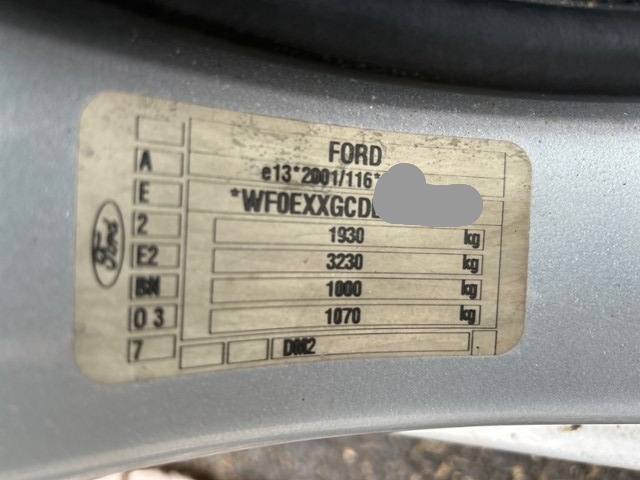 FORD
e13*2001/116*
*WF0EXXGCD
1930 kg
3230 kg
1000 kg
1070 kg
A
E
2
E2
BN
0 3
7
DM2
Ford